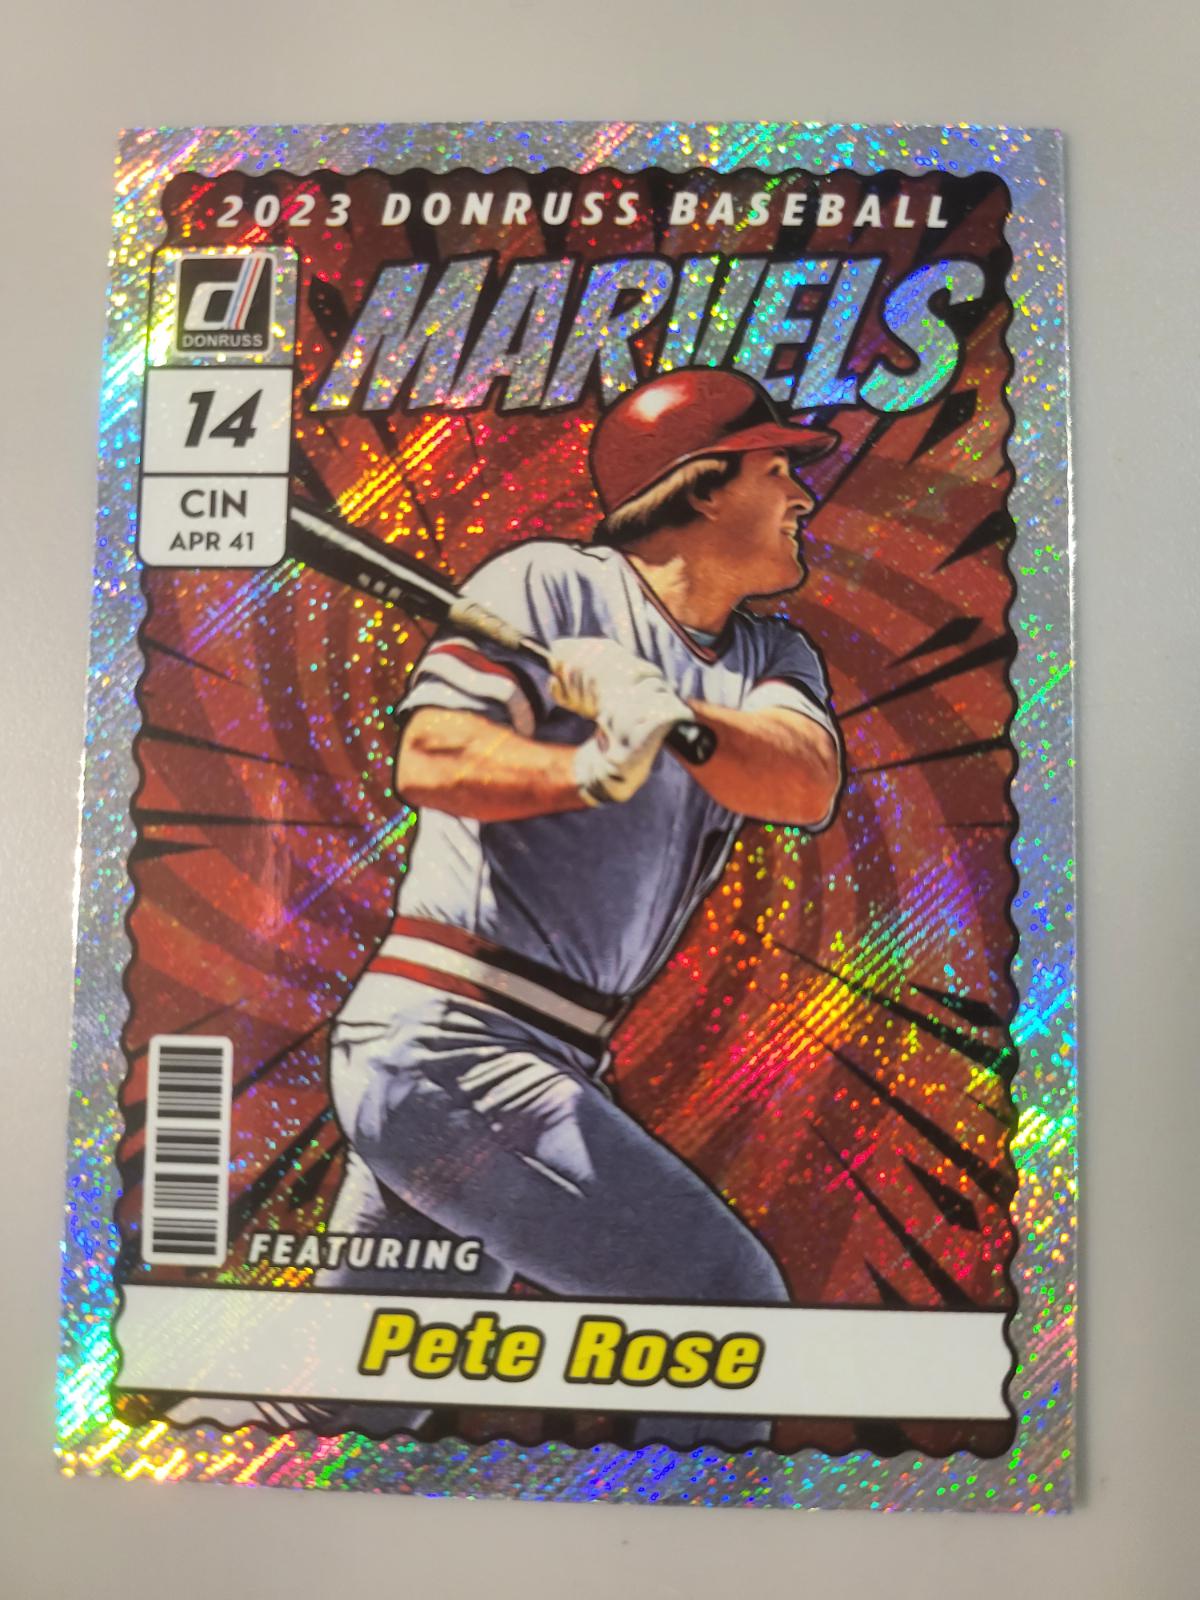 2023 DONRUSS BASEBALL
MARVELS
d
DONRUSS
14
CIN
APR 41
FEATURING
Pete Rose